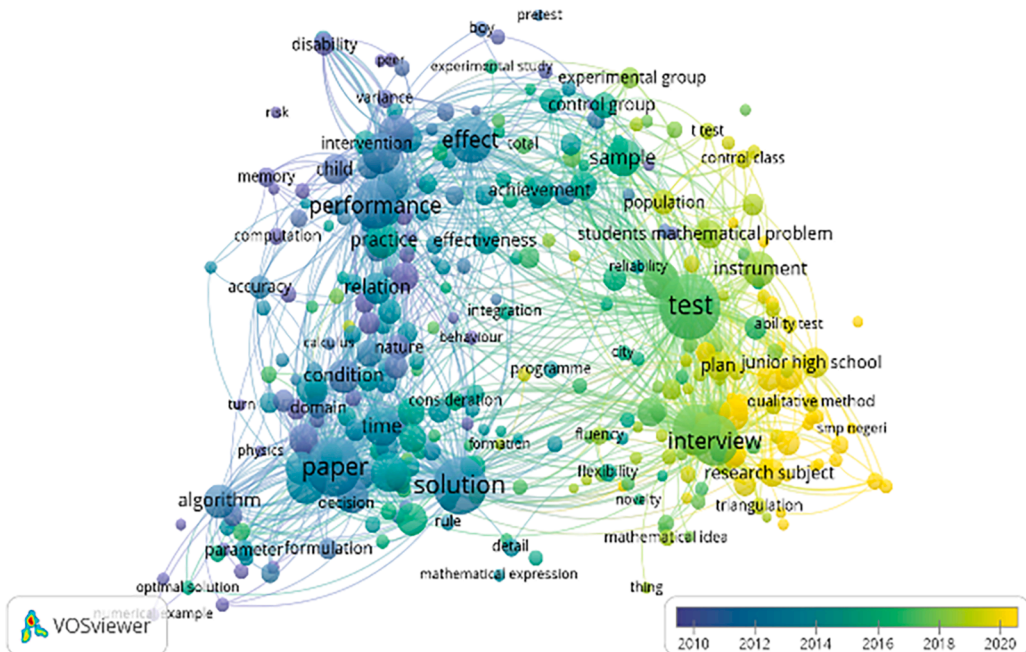 pretest
boy
disability
peer
experimental study
experimental group
variance
control group
risk
intervention
effect
total
t test
sample
control class
child
memory
achievement
performance
population
computation
practice
effectiveness
students mathematical problem
reliability
instrument
accuracy
relation
test
integration
ability test
calculus
nature
behaviour
city
programme
plan
junior high school
condition
turn
domain
consideration
qualitative method
time
formation
fluency
interview
smp negeri
physics
paper
solution
flexibility
research subject
algorithm
decision
novelty
triangulation
rule
parameter
formulation
detail
mathematical idea
mathematical expression
optimal solution
thing
numerical example
VOSviewer
2010 2012 2014 2016 2018 2020